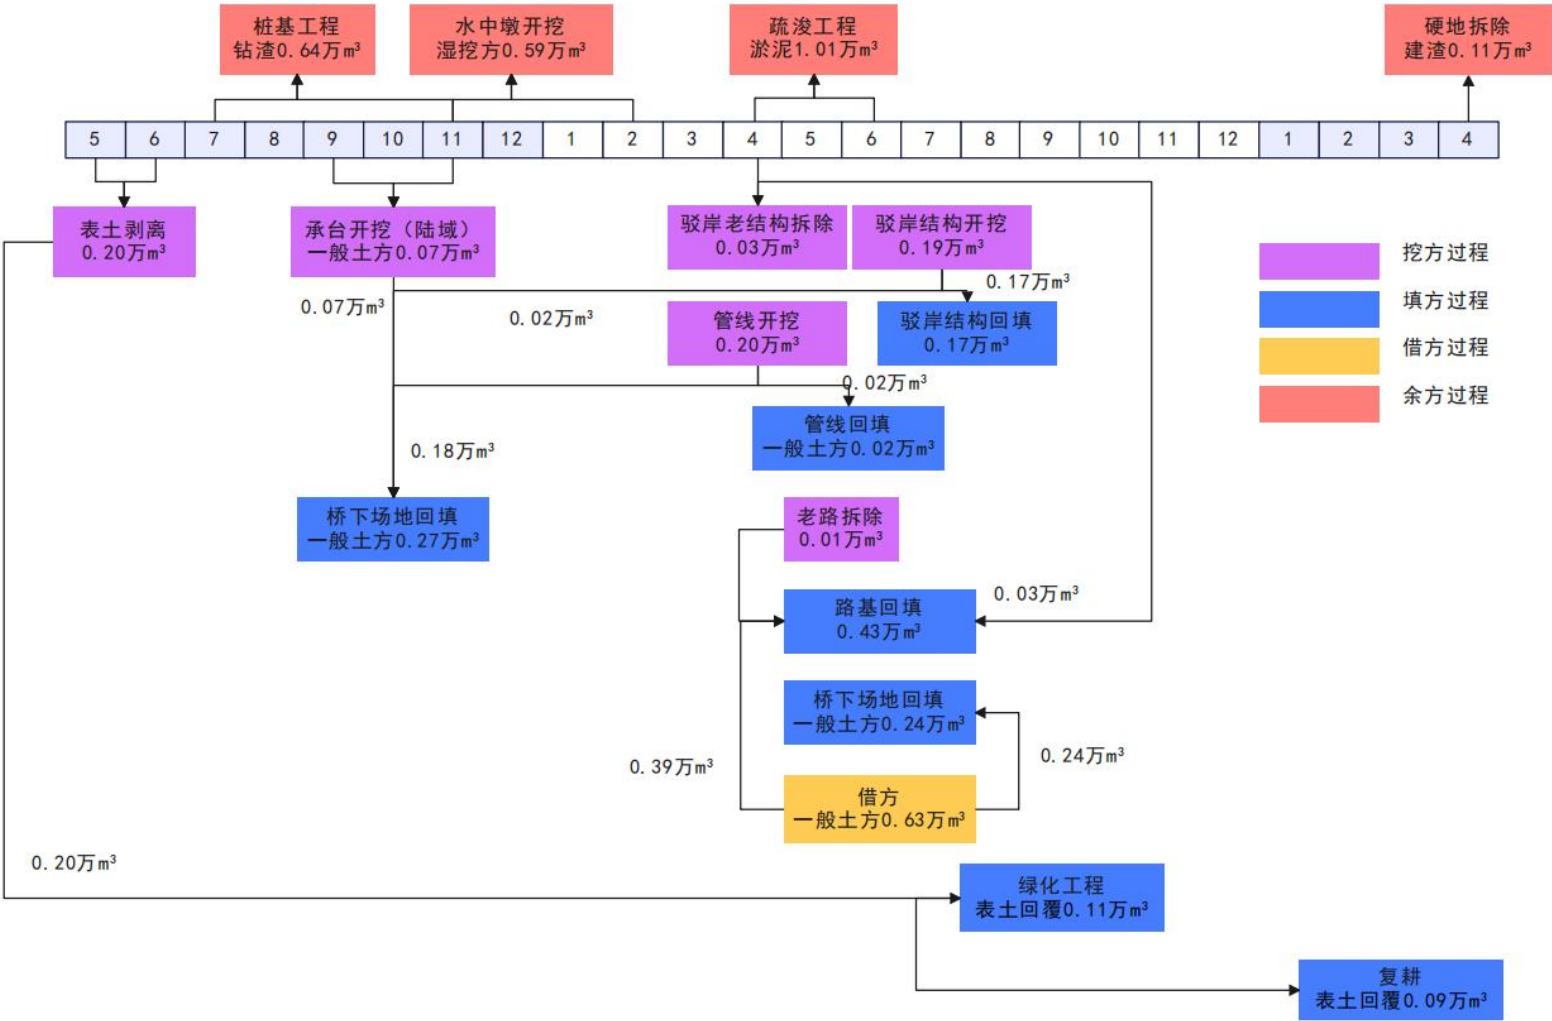 桩基工程
钻渣0.64万m³
水中墩开挖
湿挖方0.59万m³
疏浚工程
淤泥1.01万m³
硬地拆除
建渣0.11万m³
5 6 7 8 9 10 11 12 1 2 3 4 5 6 7 8 9 10 11 12 1 2 3 4
表土剥离
0.20万m³
承台开挖（陆域）
一般土方0.07万m³
驳岸老结构拆除
0.03万m³
驳岸结构开挖
0.19万m³
挖方过程
填方过程
借方过程
余方过程
0.07万m³
0.02万m³
0.17万m³
管线开挖
0.20万m³
驳岸结构回填
0.17万m³
0.02万m³
管线回填
一般土方0.02万m³
0.18万m³
桥下场地回填
一般土方0.27万m³
老路拆除
0.01万m³
0.03万m³
路基回填
0.43万m³
桥下场地回填
一般土方0.24万m³
0.39万m³
0.24万m³
借方
一般土方0.63万m³
0.20万m³
绿化工程
表土回覆0.11万m³
复耕
表土回覆0.09万m³